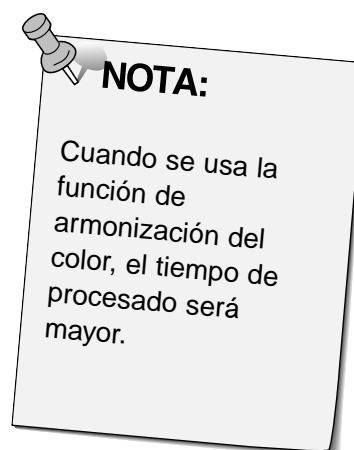 NOTA:
Cuando se usa la
función de
armonización del
color, el tiempo de
procesado será
mayor.